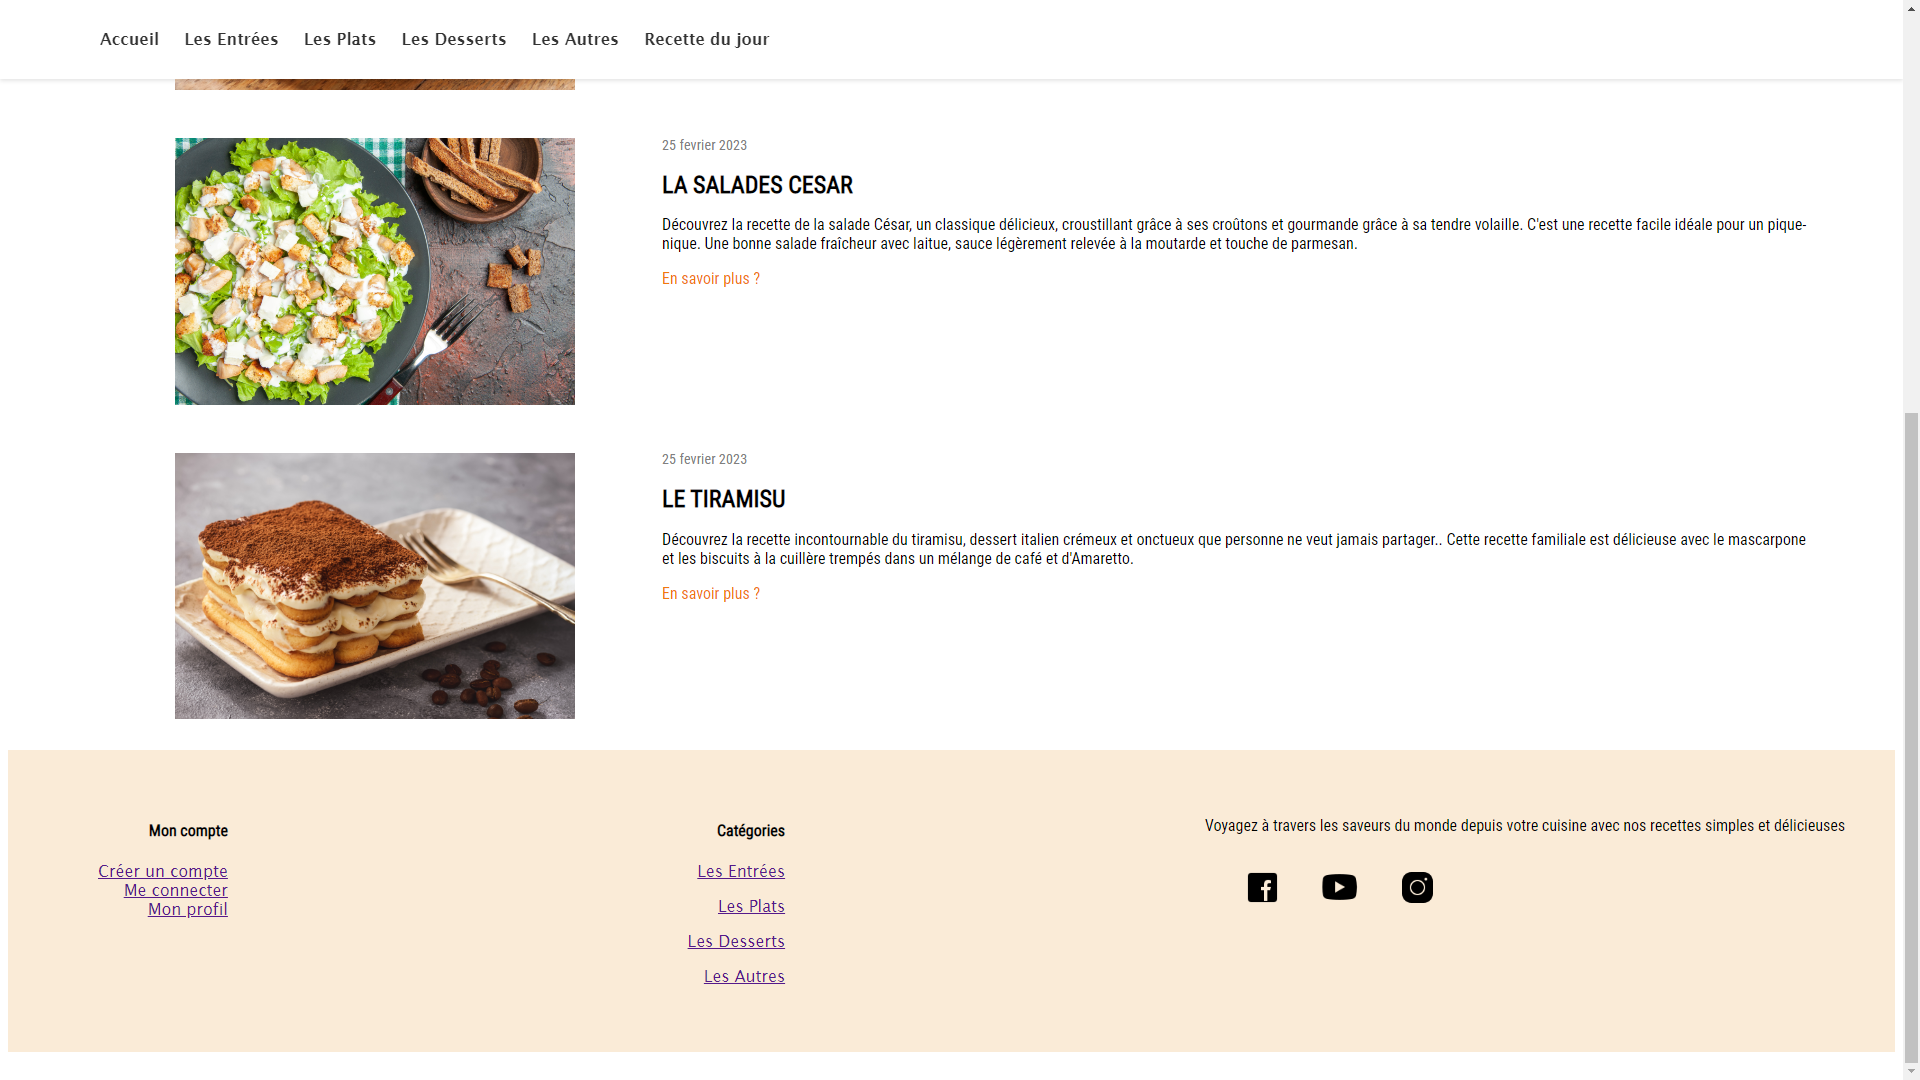 Accueil
Les Entrées
Les Plats
Les Desserts
Les Autres
Recette du jour
25 fevrier 2023
LA SALADES CESAR
Découvrez la recette de la salade César, un classique délicieux, croustillant grâce à ses croûtons et gourmande grâce à sa tendre volaille. C'est une recette facile idéale pour un pique-
nique. Une bonne salade fraîcheur avec laitue, sauce légèrement relevée à la moutarde et touche de parmesan.
En savoir plus ?
25 fevrier 2023
LE TIRAMISU
Découvrez la recette incontournable du tiramisu, dessert italien crémeux et onctueux que personne ne veut jamais partager.. Cette recette familiale est délicieuse avec le mascarpone
et les biscuits à la cuillère trempés dans un mélange de café et d'Amaretto.
En savoir plus ?
Mon compte
Créer un compte
Me connecter
Mon profil
Catégories
Les Entrées
Les Plats
Les Desserts
Les Autres
Voyagez à travers les saveurs du monde depuis votre cuisine avec nos recettes simples et délicieuses